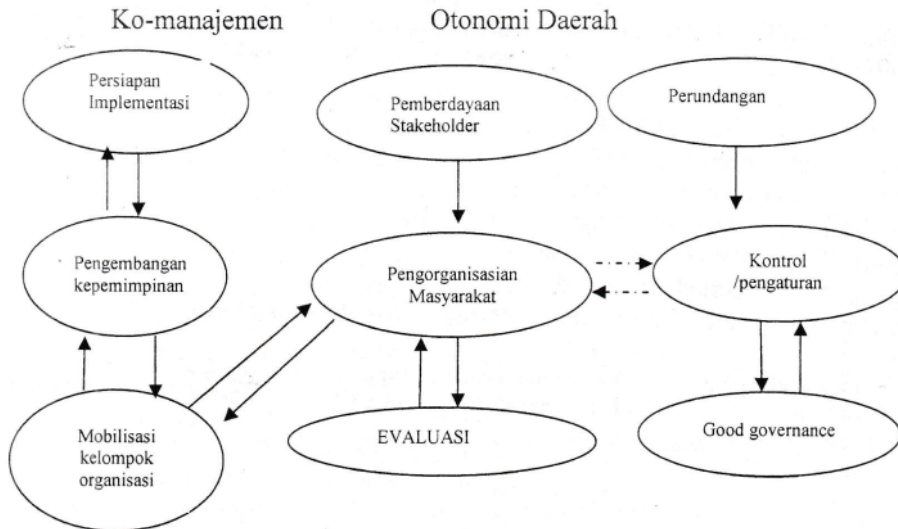 Ko-manajemen
Otonomi Daerah
Persiapan
Implementasi
Pemberdayaan
Stakeholder
Perundangan
Pengembangan
kepemimpinan
Pengorganisasian
Masyarakat
Kontrol
/pengaturan
Mobilisasi
kelompok
organisasi
EVALUASI
Good governance